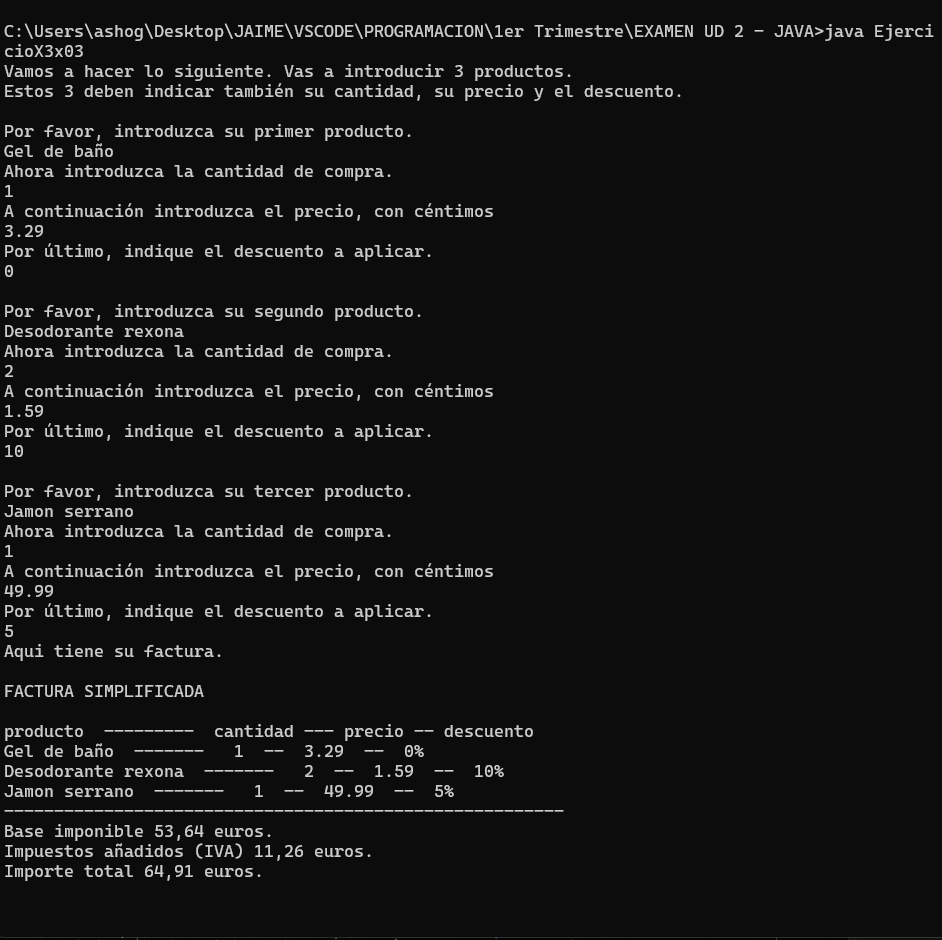 C:\Users\ashog\Desktop\JAIME\VSCODE\PROGRAMACION\1er Trimestre\EXAMEN UD 2 - JAVA>java Ejerci
cioX3x03
Vamos a hacer lo siguiente. Vas a introducir 3 productos.
Estos 3 deben indicar también su cantidad, su precio y el descuento.
Por favor, introduzca su primer producto.
Gel de baño
Ahora introduzca la cantidad de compra.
1
A continuación introduzca el precio, con céntimos
3.29
Por último, indique el descuento a aplicar.
0
Por favor, introduzca su segundo producto.
Desodorante rexona
Ahora introduzca la cantidad de compra.
2
A continuación introduzca el precio, con céntimos
1.59
Por último, indique el descuento a aplicar.
10
Por favor, introduzca su tercer producto.
Jamon serrano
Ahora introduzca la cantidad de compra.
1
A continuación introduzca el precio, con céntimos
49.99
Por último, indique el descuento a aplicar.
5
Aqui tiene su factura.
FACTURA SIMPLIFICADA
producto  ---------  cantidad --- precio -- descuento
Gel de baño  -------   1  --  3.29  --  0%
Desodorante rexona  -------   2  --  1.59  --  10%
Jamon serrano  -------   1  --  49.99  --  5%
--------------------------------------------------------
Base imponible 53,64 euros.
Impuestos añadidos (IVA) 11,26 euros.
Importe total 64,91 euros.